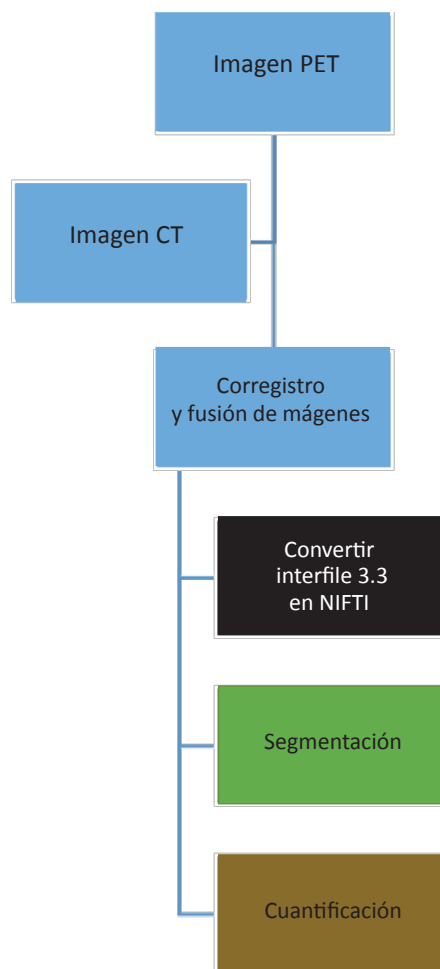 Imagen PET
Imagen CT
Corregistro
y fusión de mágenes
Convertir
interfile 3.3
en NIFTI
Segmentación
Cuantificación